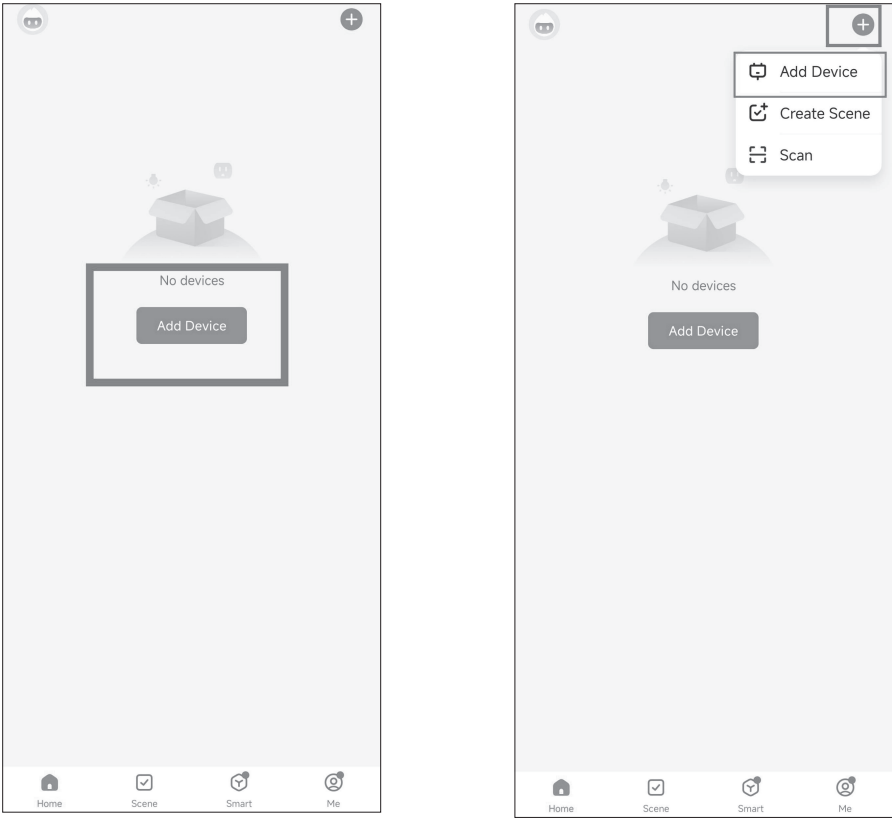 No devices
Add Device
Home
Scene
Smart
Me
Add Device
Create Scene
Scan
No devices
Add Device
Home
Scene
Smart
Me